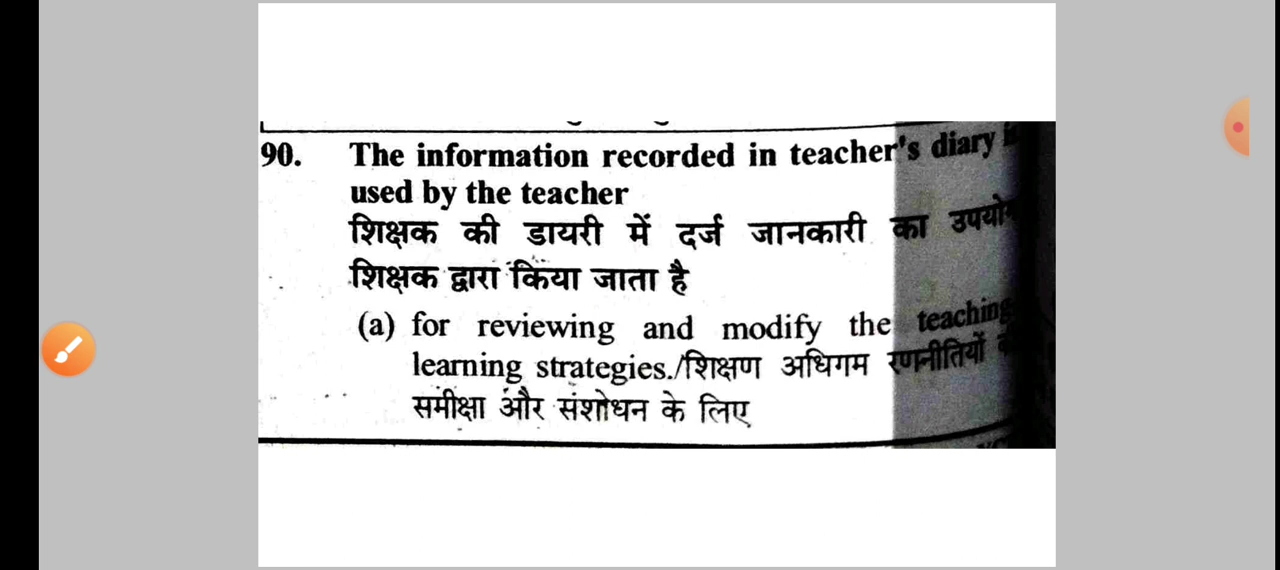 90. The information recorded in teacher's diary
used by the teacher
शिक्षक की डायरी में दर्ज जानकारी का
शिक्षक द्वारा किया जाता है
(a) for reviewing and modify the teaching
learning strategies./शिक्षण अधिगम रणनीतियों
समीक्षा और संशोधन के लिए